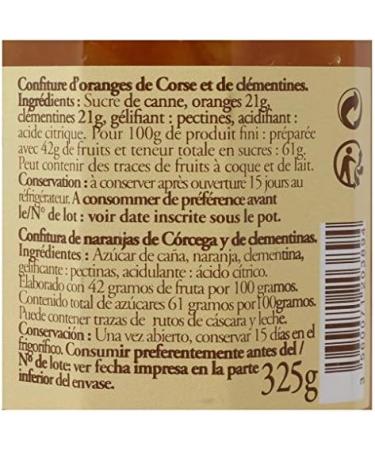 Confiture d'oranges de Corse et de clémentines.
Ingrédients : Sucre de canne, oranges 21g,
clémentines 21g, gélifiant : pectines, acidifiant :
acide citrique. Pour 100g de produit fini : préparée
avec 42g de fruits et teneur totale en sucres : 61g.
Peut contenir des traces de fruits à coque et de lait.
Conservation : à conserver après ouverture 15 jours au
réfrigérateur. A consommer de préférence avant
le/N° de lot : voir date inscrite sous le pot.
Confitura de naranjas de Córcega y de clementinas.
Ingrédientes : Azúcar de caña, naranja, clementina,
gelificante : pectinas, acidulante : ácido cítrico.
Elaborado con 42 gramos de fruta por 100 gramos.
Contenido total de azúcares 61 gramos por 100gramos.
Puede contener trazas de rutos de cáscara y leche.
Conservación : Una vez abierto, conservar 15 días en el
frigorifico. Consumir preferentemente antes del /
N° de lote: ver fecha impresa en la parte
inferior del envase.
325g